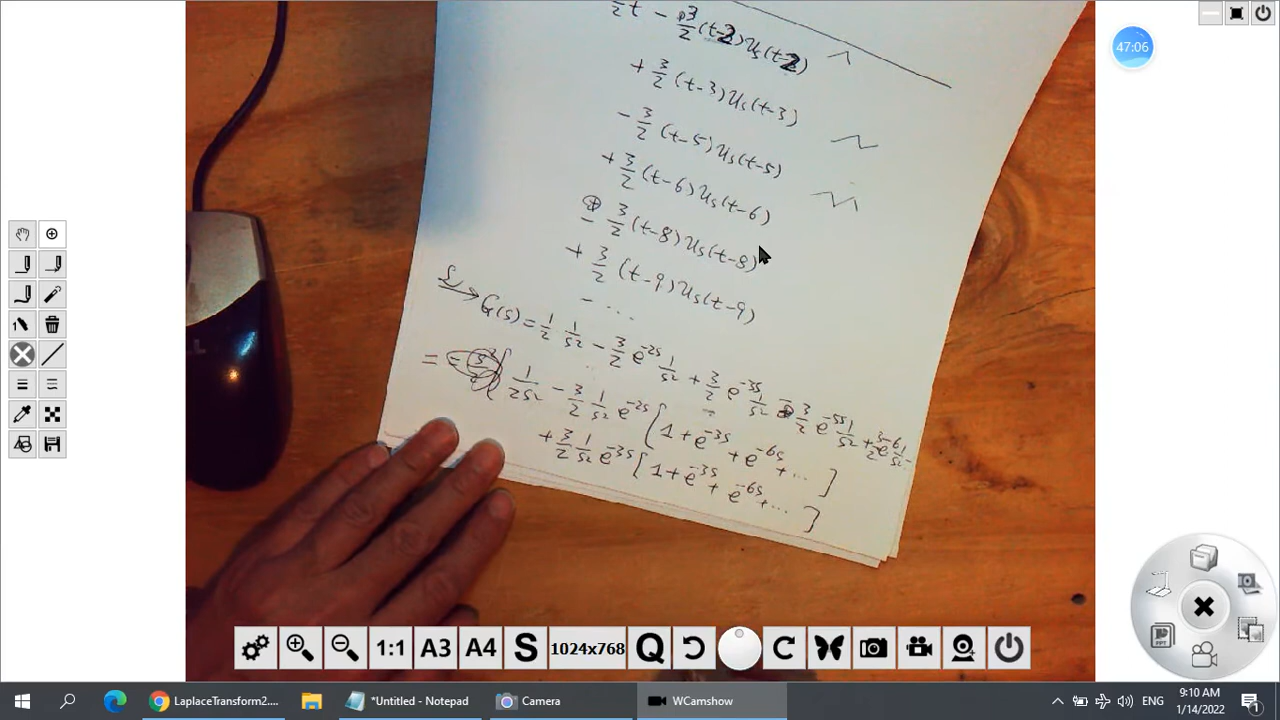 47:06
1/2 t - 3/2 (t-2) u_s(t-2)
+ 3/2 (t-3) u_s(t-3)
- 3/2 (t-5) u_s(t-5)
+ 3/2 (t-6) u_s(t-6)
- 3/2 (t-8) u_s(t-8)
+ 3/2 (t-9) u_s(t-9)
- ...
G(s) = 1/2 1/s² - 3/2 e^-2s 1/s² + 3/2 e^-3s 1/s² - 3/2 e^-5s 1/s² + 3/2 e^-6s 1/s² -
= 1/2s² - 3/2 1/s² e^-2s [1 + e^-3s + e^-6s + ...]
+ 3/2 1/s² e^-3s [1 + e^-3s + e^-6s + ...]
1:1 A3 A4 S 1024x768 Q C
PPT
LaplaceTransform2.... *Untitled - Notepad Camera WCamshow ENG 9:10 AM
1/14/2022 1